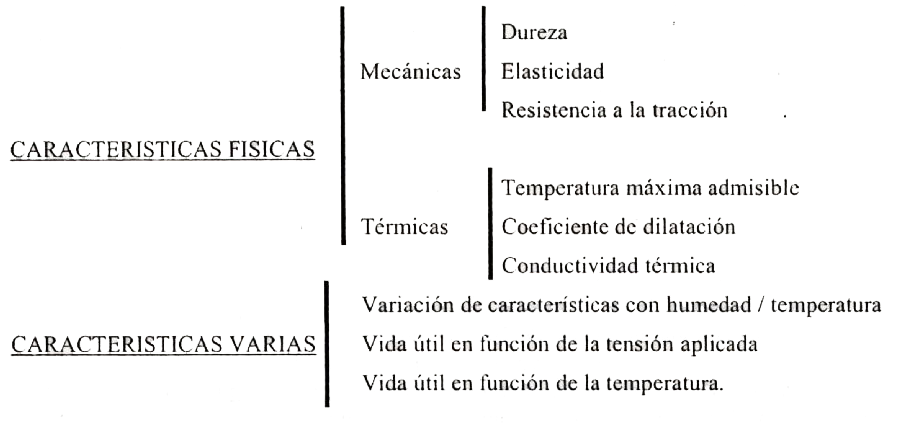 Dureza
Mecánicas
Elasticidad
Resistencia a la tracción
CARACTERISTICAS FISICAS
Temperatura máxima admisible
Térmicas
Coeficiente de dilatación
Conductividad térmica
Variación de características con humedad / temperatura
CARACTERISTICAS VARIAS
Vida útil en función de la tensión aplicada
Vida útil en función de la temperatura.